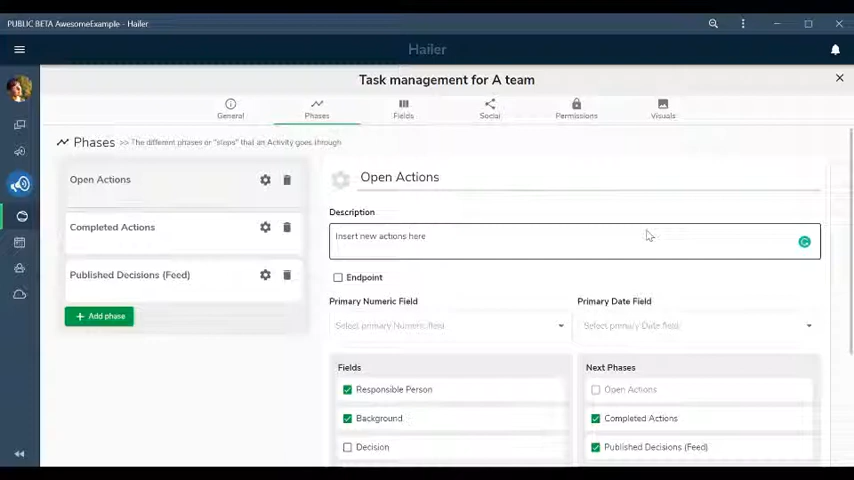 PUBLIC BETA AwesomeExample - Hailer
Hailer
Task management for A team
General
Phases
Fields
Social
Permissions
Visuals
Phases >> The different phases or "steps" that an Activity goes through
Open Actions
Completed Actions
Published Decisions (Feed)
Add phase
Open Actions
Description
Insert new actions here
Endpoint
Primary Numeric Field
Primary Date Field
Select primary Numeric field
Select primary Date field
Fields
Responsible Person
Background
Decision
Next Phases
Open Actions
Completed Actions
Published Decisions (Feed)